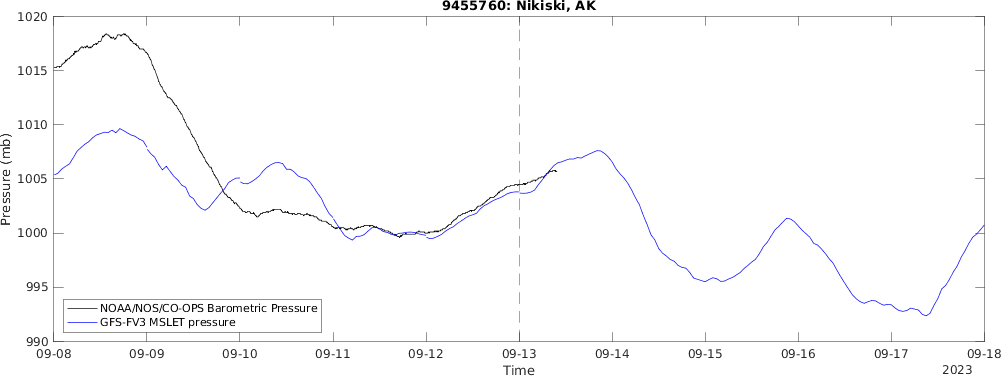 9455760: Nikiski, AK
1020
1015
1010
1005
1000
995
990
Pressure (mb)
NOAA/NOS/CO-OPS Barometric Pressure
GFS-FV3 MSLET pressure
09-08 09-09 09-10 09-11 09-12 09-13 09-14 09-15 09-16 09-17 09-18
Time
2023